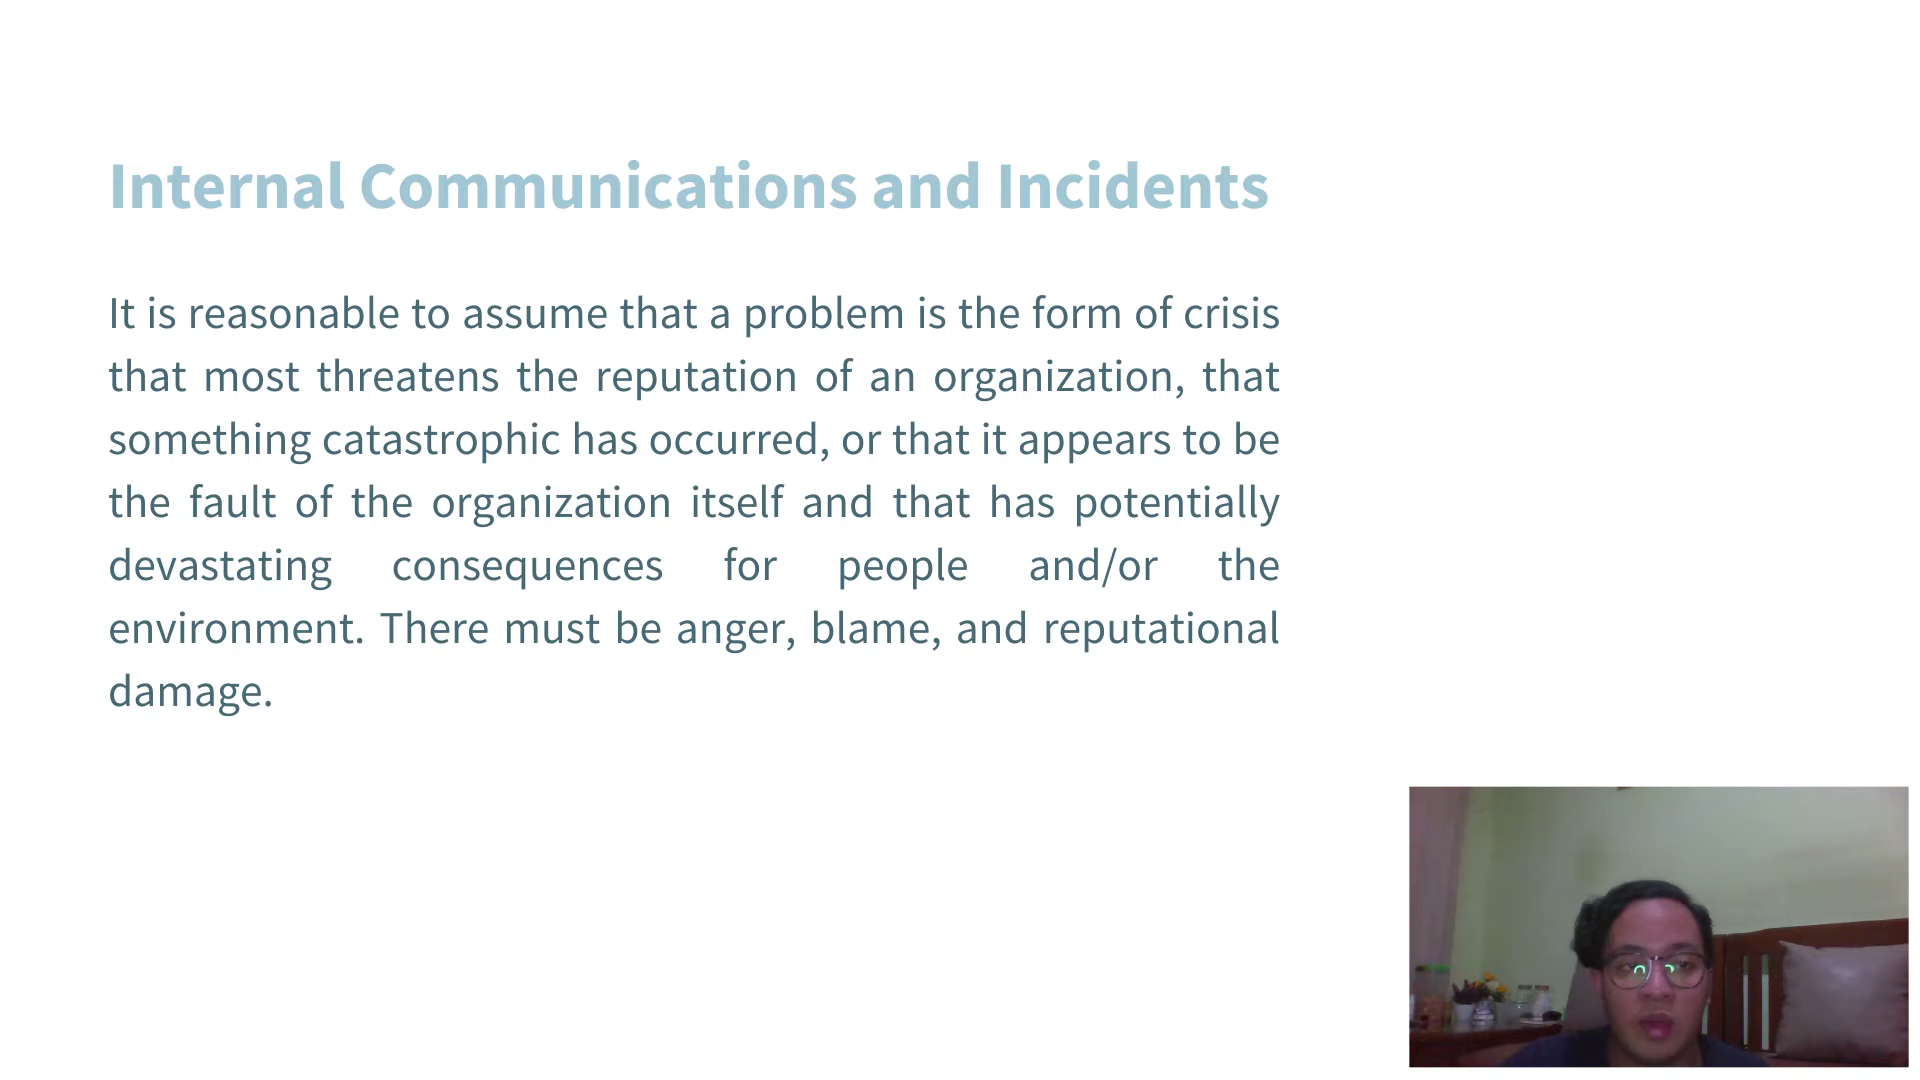 Internal Communications and Incidents
It is reasonable to assume that a problem is the form of crisis
that most threatens the reputation of an organization, that
something catastrophic has occurred, or that it appears to be
the fault of the organization itself and that has potentially
devastating consequences for people and/or the
environment. There must be anger, blame, and reputational
damage.